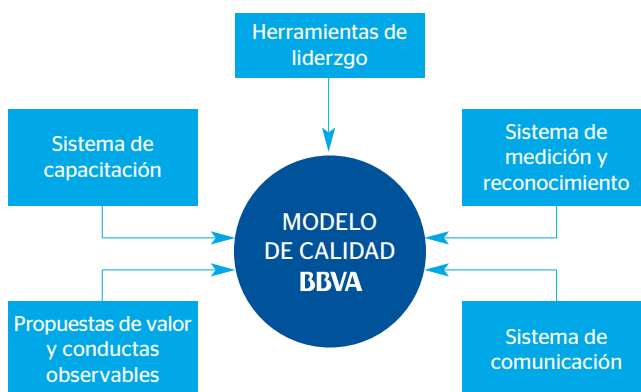 Herramientas de
liderzgo
Sistema de
capacitación
Sistema de
medición y
reconocimiento
MODELO
DE CALIDAD
BBVA
Propuestas de valor
y conductas
observables
Sistema de
comunicación